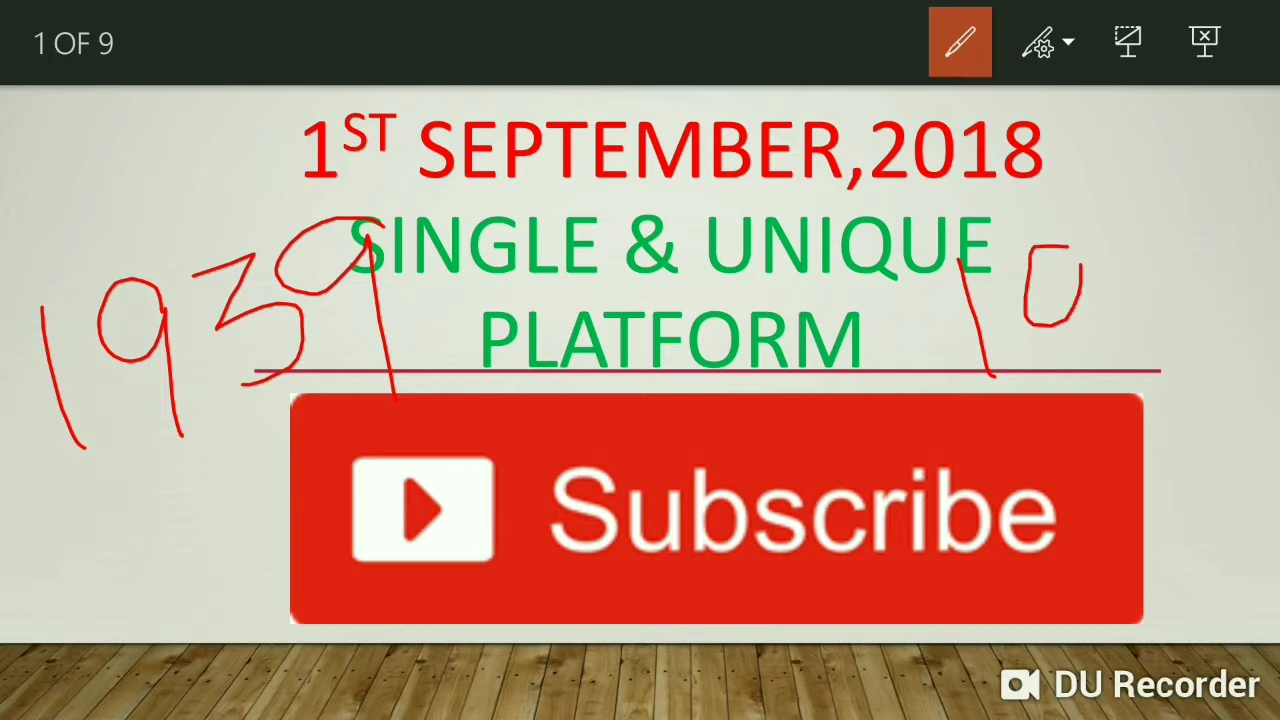 1 OF 9
1ST SEPTEMBER,2018
SINGLE & UNIQUE
PLATFORM
1939
10
Subscribe
DU Recorder